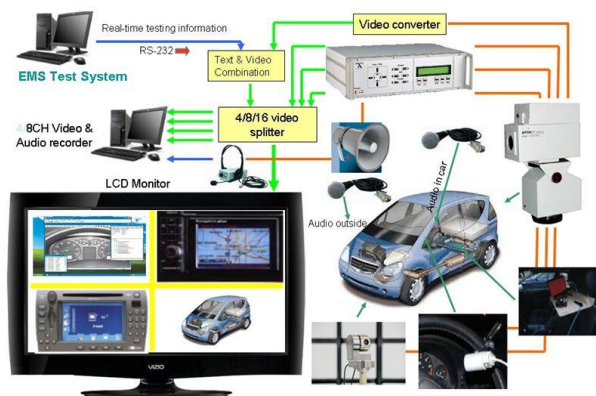 Real-time testing information
Video converter
RS-232
EMS Test System
Text & Video
Combination
4/8CH Video &
Audio recorder
4/8/16 video
splitter
LCD Monitor
Audio in car
Audio outside
VIZIO